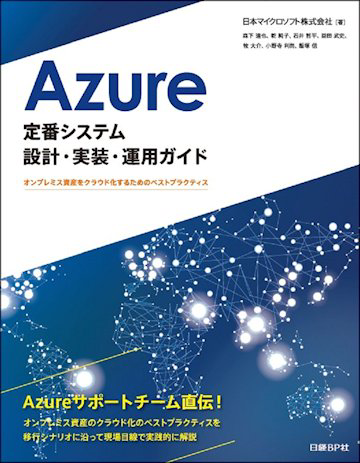 日本マイクロソフト株式会社 [著]
森下 達也、乾 純子、石井 哲平、益田 武史、
牧 大介、小野寺 利尚、飯塚 信
Azure
定番システム
設計・実装・運用ガイド
オンプレミス資産をクラウド化するためのベストプラクティス
Azureサポートチーム直伝！
オンプレミス資産のクラウド化のベストプラクティスを
移行シナリオに沿って現場目線で実践的に解説
日経BP社